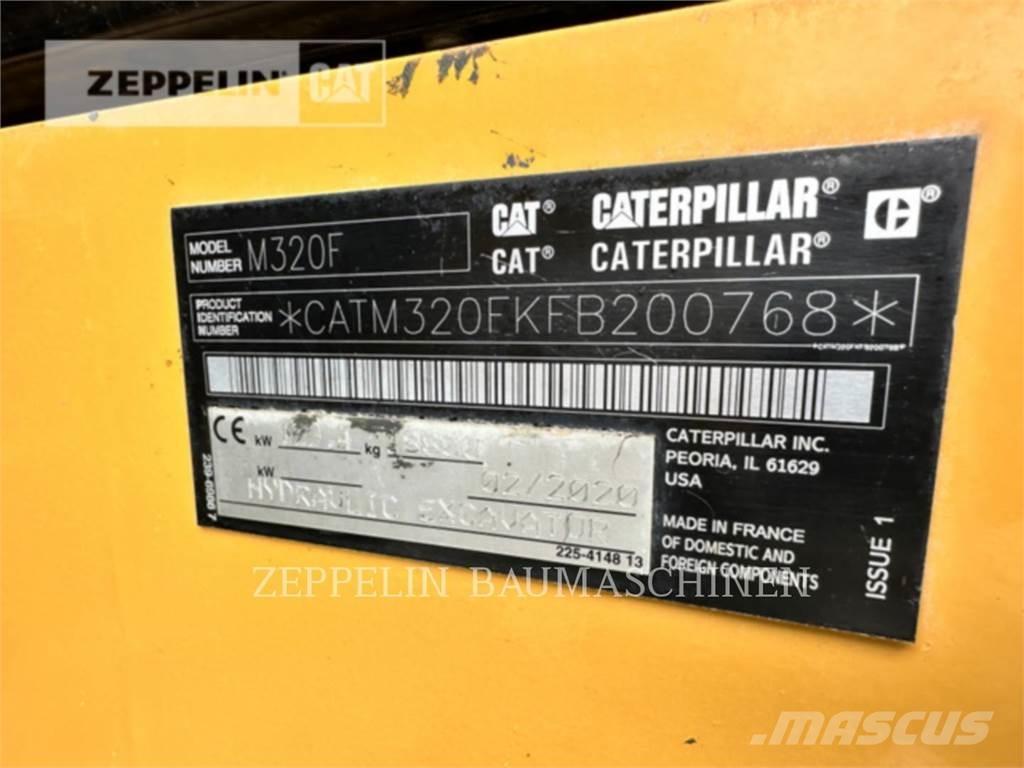 ZEPPELIN CAT
CAT® CATERPILLAR® C®
CAT® CATERPILLAR®
MODEL
NUMBER M320F
PRODUCT
IDENTIFICATION
NUMBER *CATM320FKFB200768*
*CATM320FKFB200768*
CE kW kg
kW 02/2020
HYDRAULIC EXCAVATOR
225-4148 13
CATERPILLAR INC.
PEORIA, IL 61629
USA
MADE IN FRANCE
OF DOMESTIC AND
FOREIGN COMPONENTS
ISSUE 1
ZEPPELIN BAUMASCHINEN
MASCUS